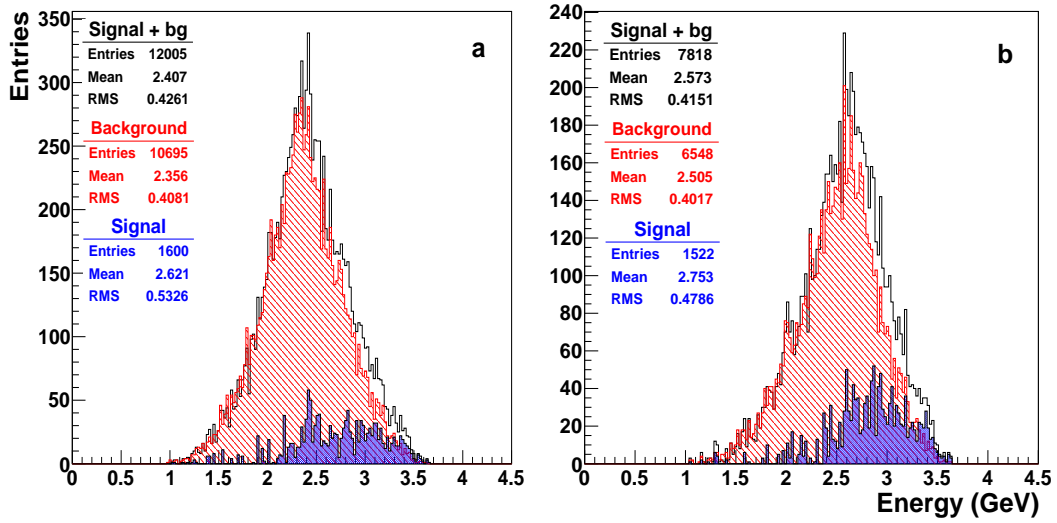 Entries
350
300
250
200
150
100
50
0
0 0.5 1 1.5 2 2.5 3 3.5 4 4.5
Signal + bg
Entries 12005
Mean 2.407
RMS 0.4261
Background
Entries 10695
Mean 2.356
RMS 0.4081
Signal
Entries 1600
Mean 2.621
RMS 0.5326
a
240
220
200
180
160
140
120
100
80
60
40
20
0
0 0.5 1 1.5 2 2.5 3 3.5 4 4.5
Signal + bg
Entries 7818
Mean 2.573
RMS 0.4151
Background
Entries 6548
Mean 2.505
RMS 0.4017
Signal
Entries 1522
Mean 2.753
RMS 0.4786
b
Energy (GeV)